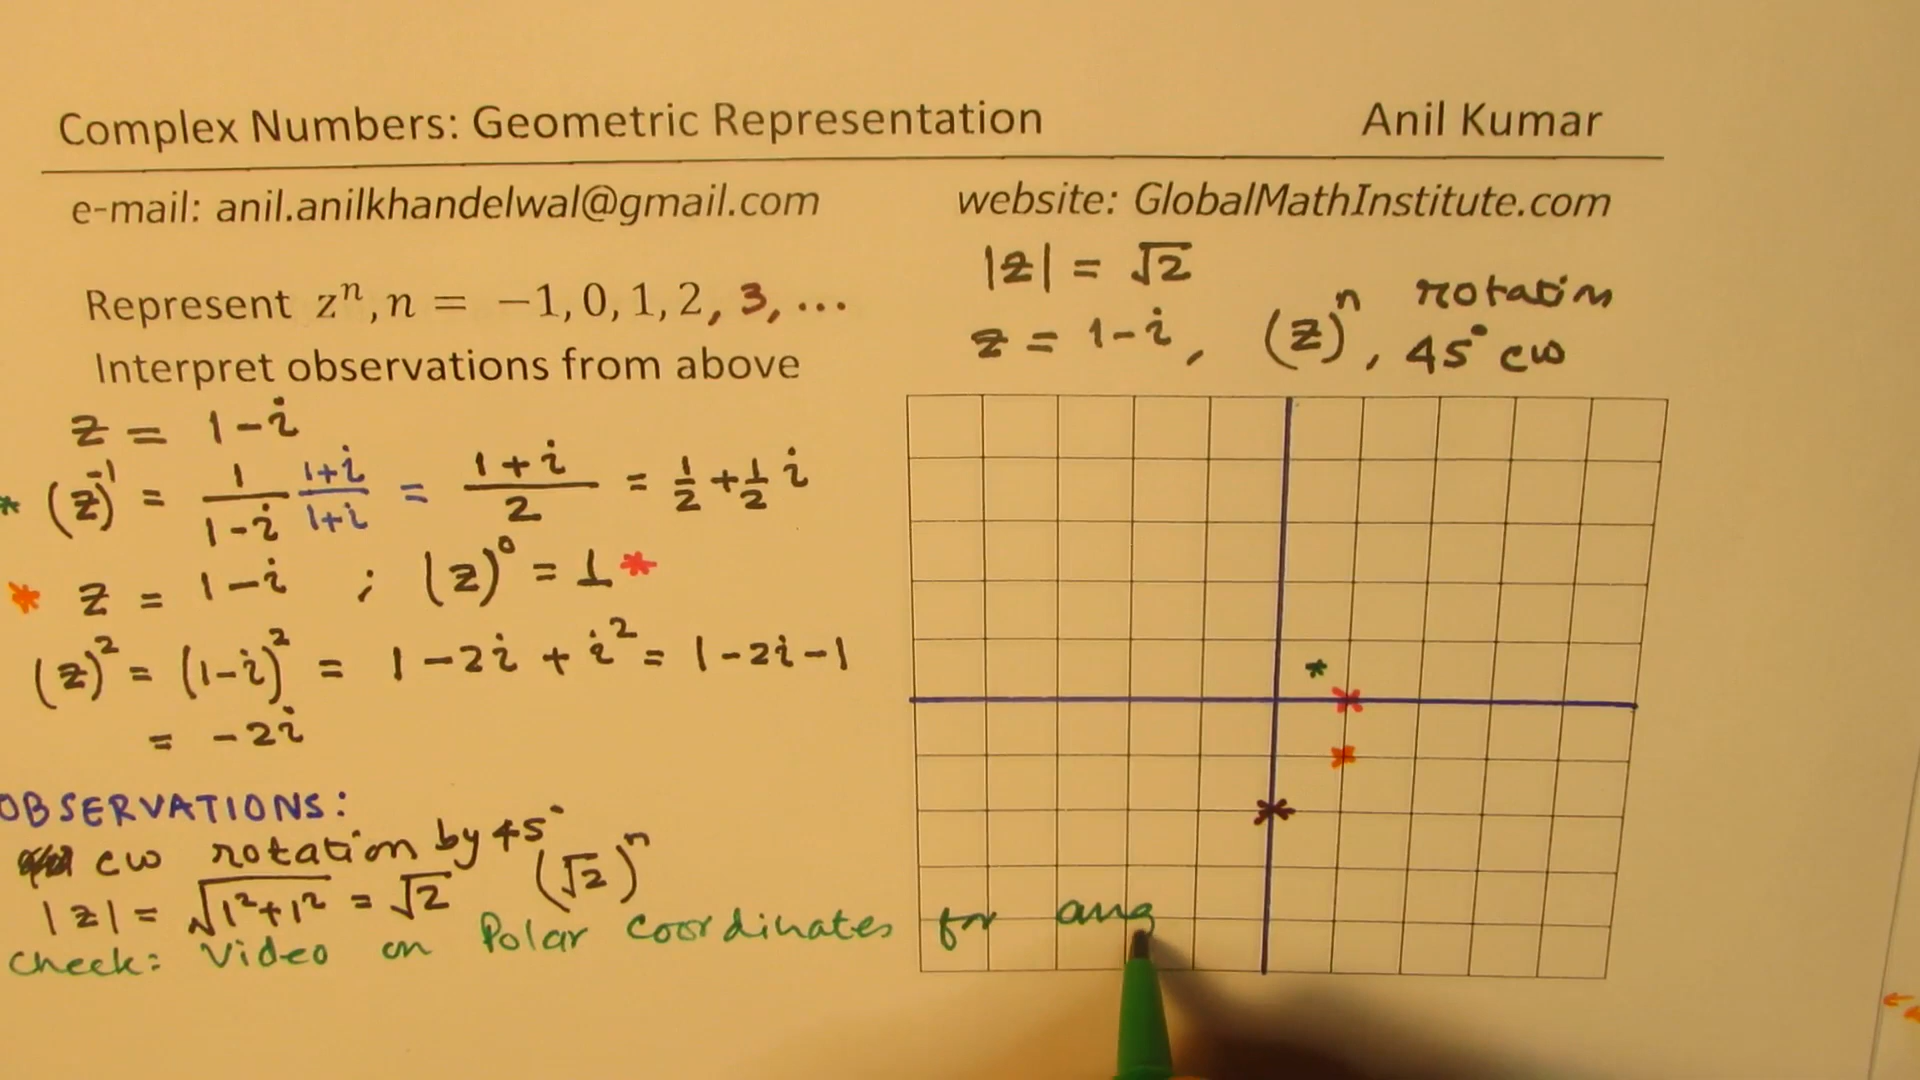 Complex Numbers: Geometric Representation Anil Kumar
e-mail: anil.anilkhandelwal@gmail.com website: GlobalMathInstitute.com
Represent zⁿ, n = −1, 0, 1, 2, 3, ...
Interpret observations from above
|z| = √2
z = 1-i, (z)ⁿ, rotation
45° cw
z = 1-i
* (z)⁻¹ = 1/(1-i) (1+i)/(1+i) = (1+i)/2 = 1/2 + 1/2 i
* z = 1-i ; (z)⁰ = 1 *
(z)² = (1-i)² = 1-2i+i² = 1-2i-1
= -2i
OBSERVATIONS:
cw rotation by 45°
|z| = √(1²+1²) = √2 (√2)ⁿ
Check: Video on Polar coordinates for ang